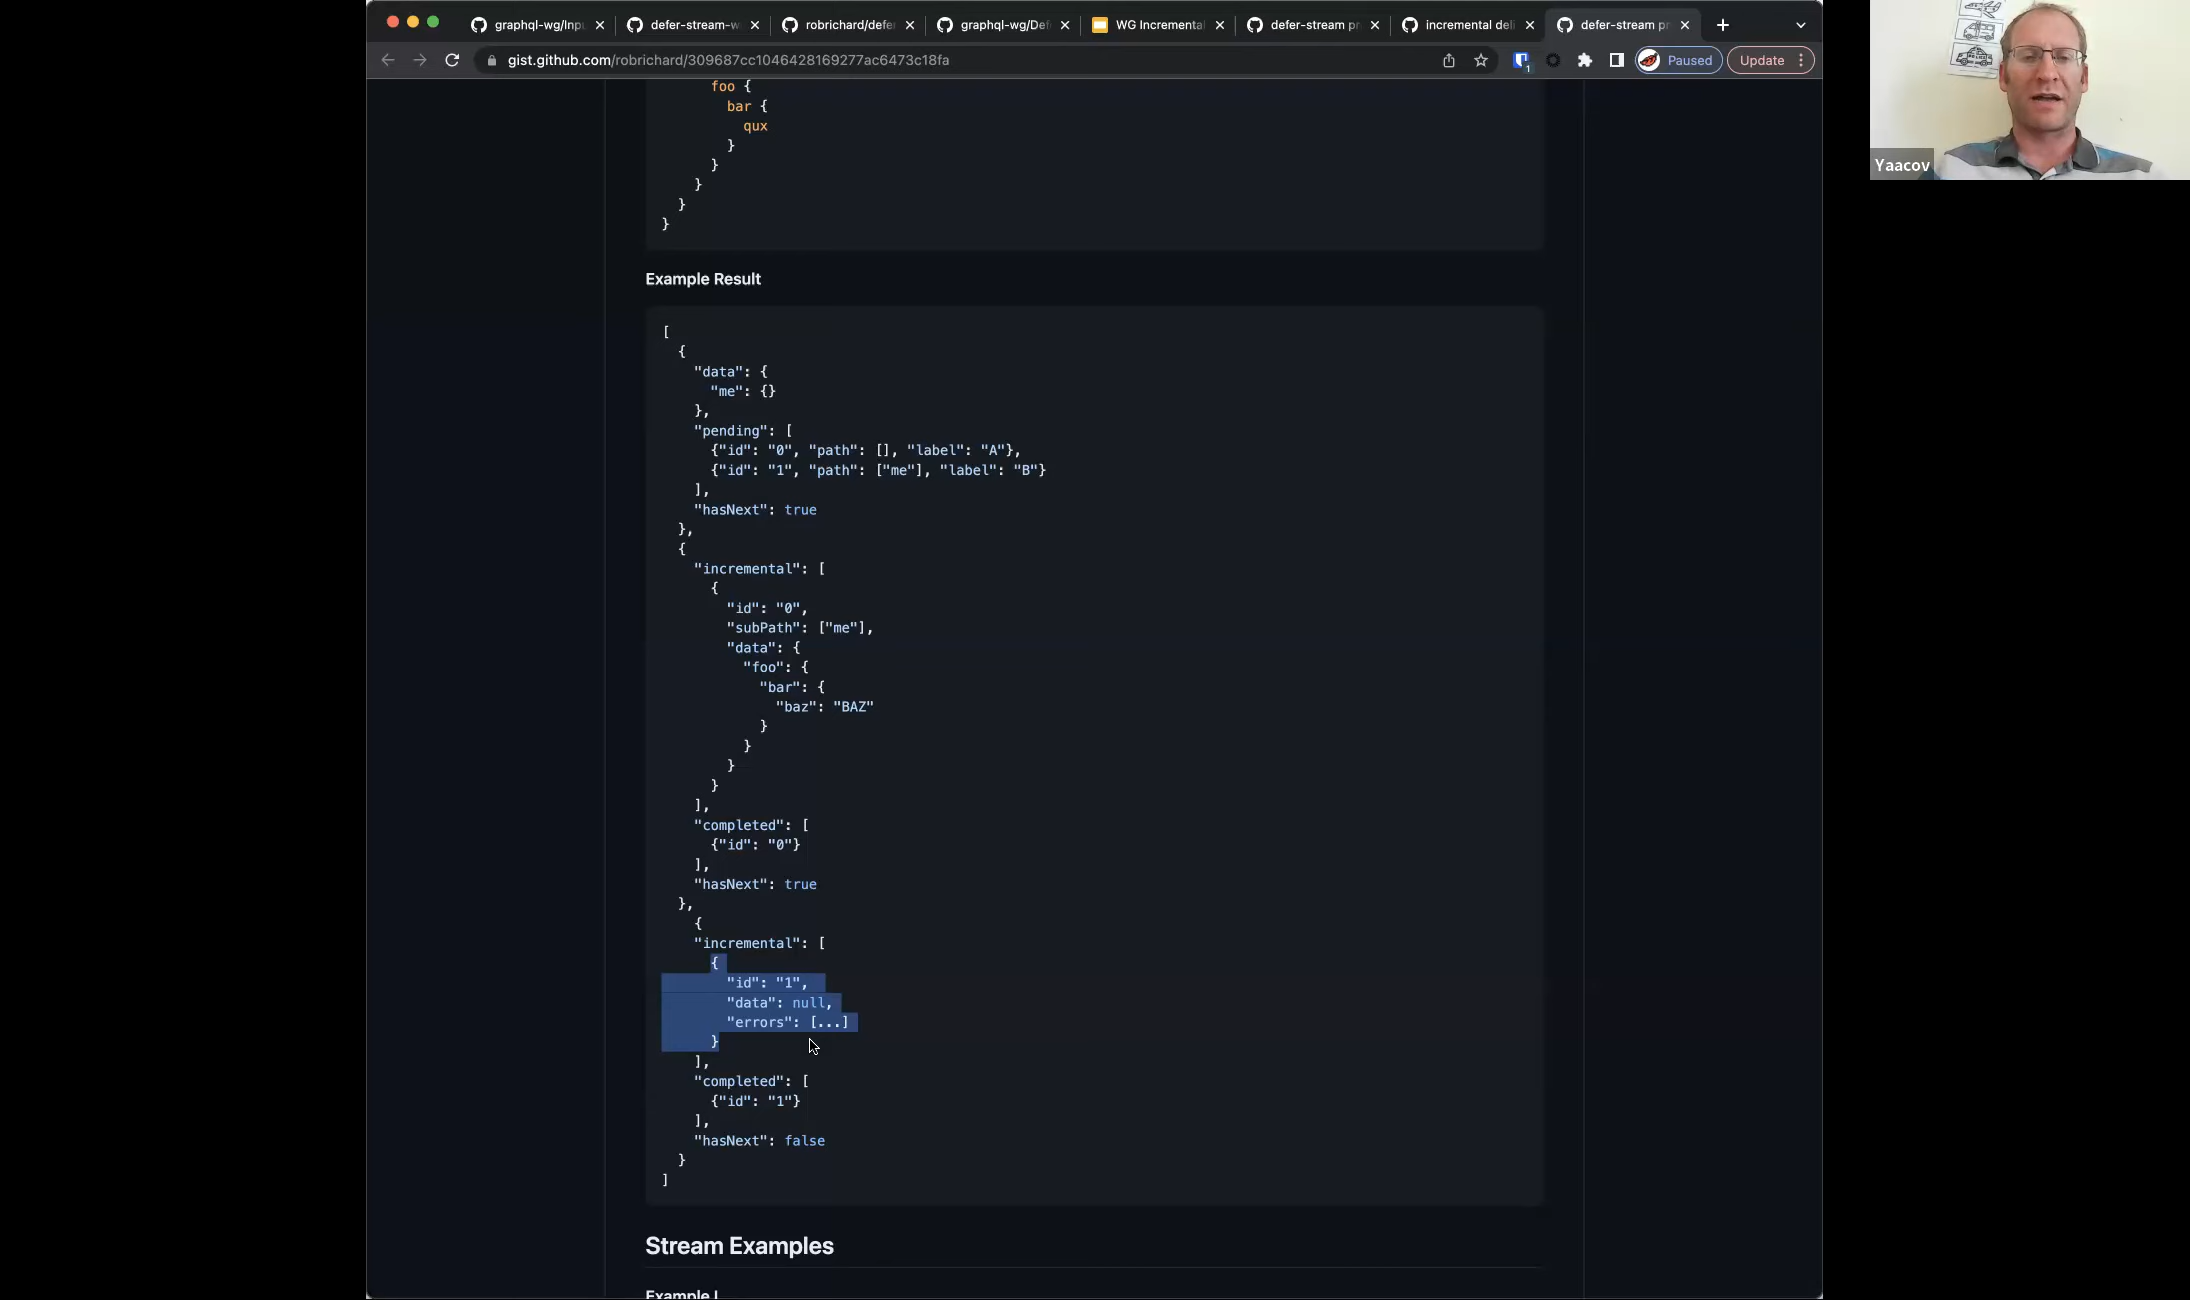 graphql-wg/Inpu
defer-stream-w
robrichard/defe
graphql-wg/Def
WG Incremental
defer-stream pr
incremental deli
defer-stream pr
gist.github.com/robrichard/309687cc1046428169277ac6473c18fa
1
Paused
Update
Yaacov
foo {
bar {
qux
}
}
}
}
}
Example Result
[
{
"data": {
"me": {}
},
"pending": [
{"id": "0", "path": [], "label": "A"},
{"id": "1", "path": ["me"], "label": "B"}
],
"hasNext": true
},
{
"incremental": [
{
"id": "0",
"subPath": ["me"],
"data": {
"foo": {
"bar": {
"baz": "BAZ"
}
}
}
}
],
"completed": [
{"id": "0"}
],
"hasNext": true
},
{
"incremental": [
{
"id": "1",
"data": null,
"errors": [...]
}
],
"completed": [
{"id": "1"}
],
"hasNext": false
}
]
Stream Examples